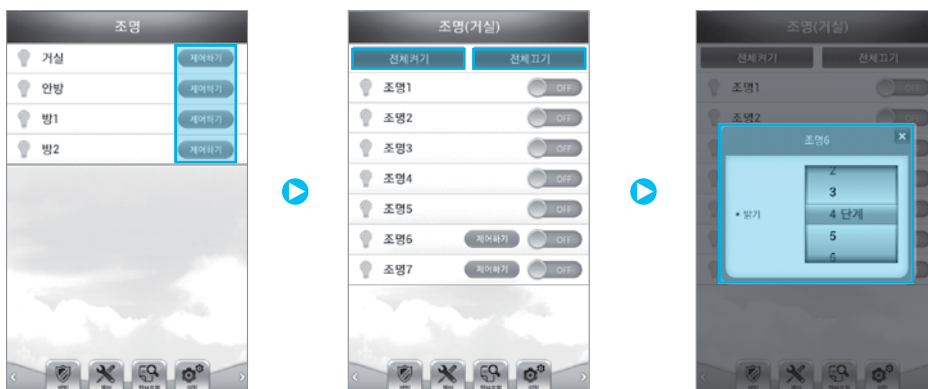 조명
거실 제어하기
안방 제어하기
방1 제어하기
방2 제어하기
조명(거실)
전체켜기 전체끄기
조명1 OFF
조명2 OFF
조명3 OFF
조명4 OFF
조명5 OFF
조명6 제어하기 OFF
조명7 제어하기 OFF
조명(거실)
전체켜기 전체끄기
조명1 OFF
조명2
조명6
2
3
* 밝기 4 단계
5
6